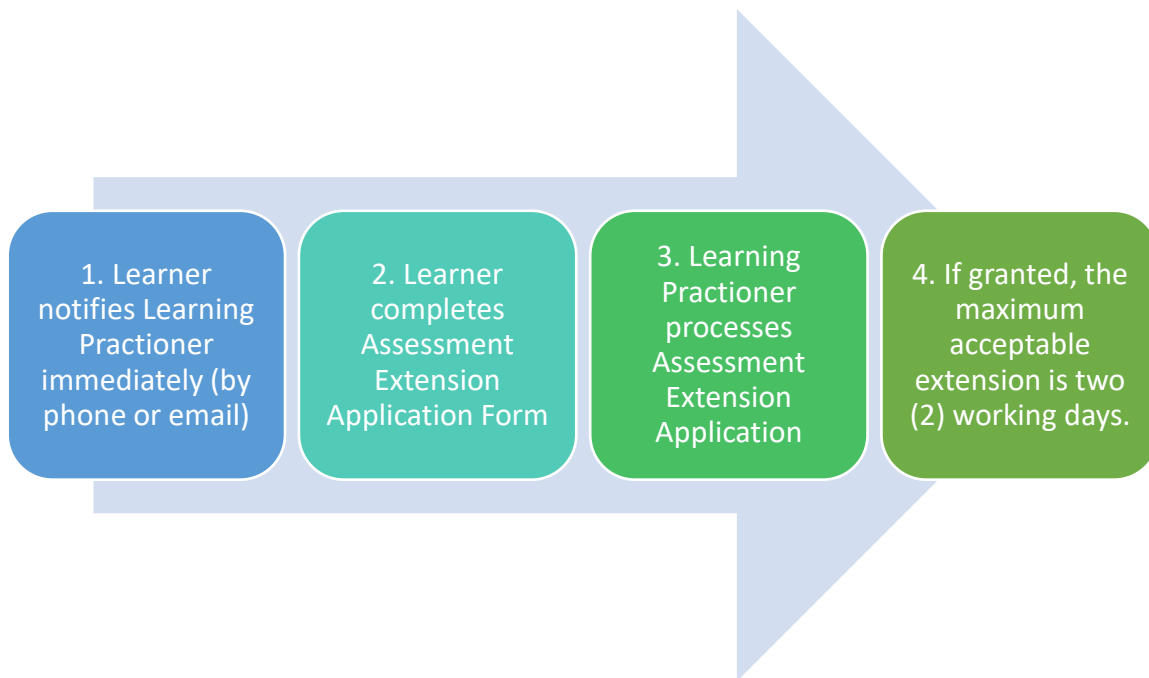 1. Learner
notifies Learning
Practioner
immediately (by
phone or email)
2. Learner
completes
Assessment
Extension
Application Form
3. Learning
Practioner
processes
Assessment
Extension
Application
4. If granted, the
maximum
acceptable
extension is two
(2) working days.